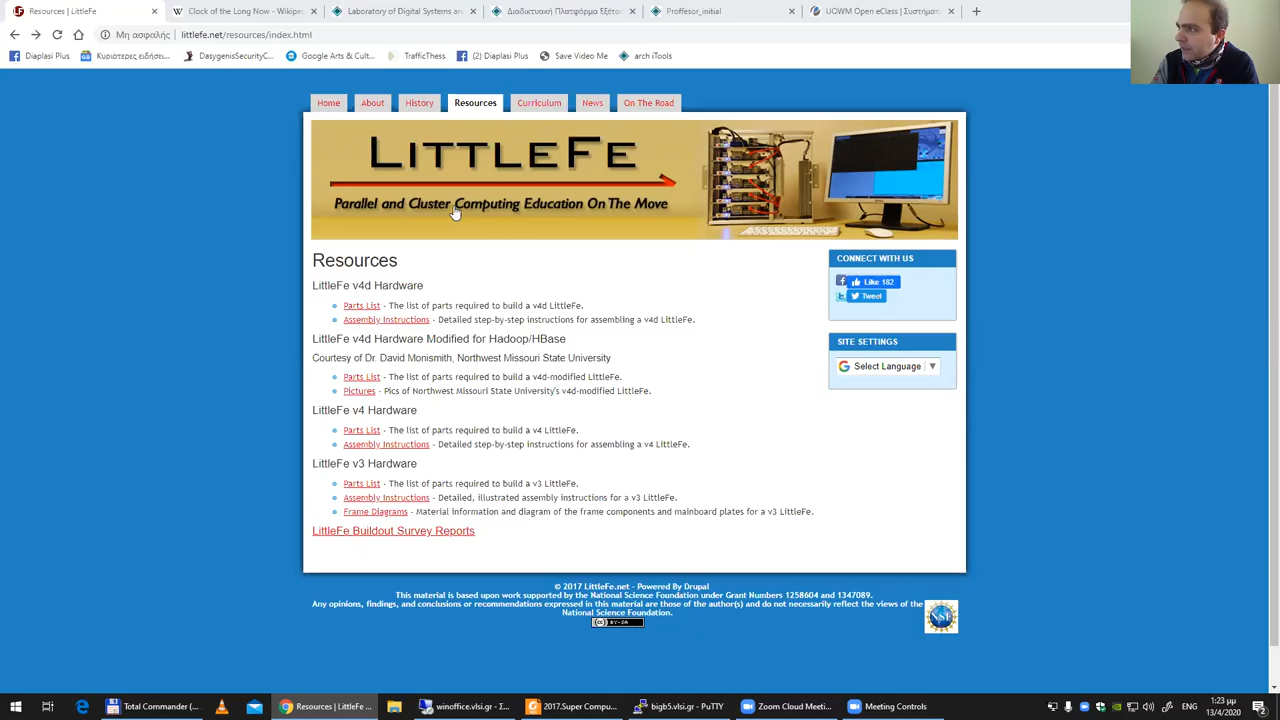 Resources | LittleFe
Clock of the Long Now - Wikiped
Laboratory of Digital Systems and
Διαδικτυακή Πλατφόρμα Εξέτασ
Proffesor_initial
UOWM Open eClass | Συστήματ
Μη ασφαλής | littlefe.net/resources/index.html
Diaplasi Plus
Κυριότερες ειδήσει...
DasygenisSecurityC...
Google Arts & Cult...
TrafficThess
(2) Diaplasi Plus
Save Video Me
arch iTools
Home
About
History
Resources
Curriculum
News
On The Road
LITTLEFE
Parallel and Cluster Computing Education On The Move
Resources
LittleFe v4d Hardware
Parts List - The list of parts required to build a v4d LittleFe.
Assembly Instructions - Detailed step-by-step instructions for assembling a v4d LittleFe.
LittleFe v4d Hardware Modified for Hadoop/HBase
Courtesy of Dr. David Monismith, Northwest Missouri State University
Parts List - The list of parts required to build a v4d-modified LittleFe.
Pictures - Pics of Northwest Missouri State University's v4d-modified LittleFe.
LittleFe v4 Hardware
Parts List - The list of parts required to build a v4 LittleFe.
Assembly Instructions - Detailed step-by-step instructions for assembling a v4 LittleFe.
LittleFe v3 Hardware
Parts List - The list of parts required to build a v3 LittleFe.
Assembly Instructions - Detailed, illustrated assembly instructions for a v3 LittleFe.
Frame Diagrams - Material information and diagram of the frame components and mainboard plates for a v3 LittleFe.
LittleFe Buildout Survey Reports
CONNECT WITH US
Like 182
Tweet
SITE SETTINGS
Select Language
© 2017 LittleFe.net - Powered By Drupal
This material is based upon work supported by the National Science Foundation under Grant Numbers 1258604 and 1347089.
Any opinions, findings, and conclusions or recommendations expressed in this material are those of the author(s) and do not necessarily reflect the views of the
National Science Foundation.
BY-SA
NSF
Total Commander (...
Resources | LittleFe ...
winoffice.vlsi.gr - Σ...
2017.Super Compu...
bigb5.vlsi.gr - PuTTY
Zoom Cloud Meeti...
Meeting Controls
ENG
1:23 μμ
13/4/2020
2